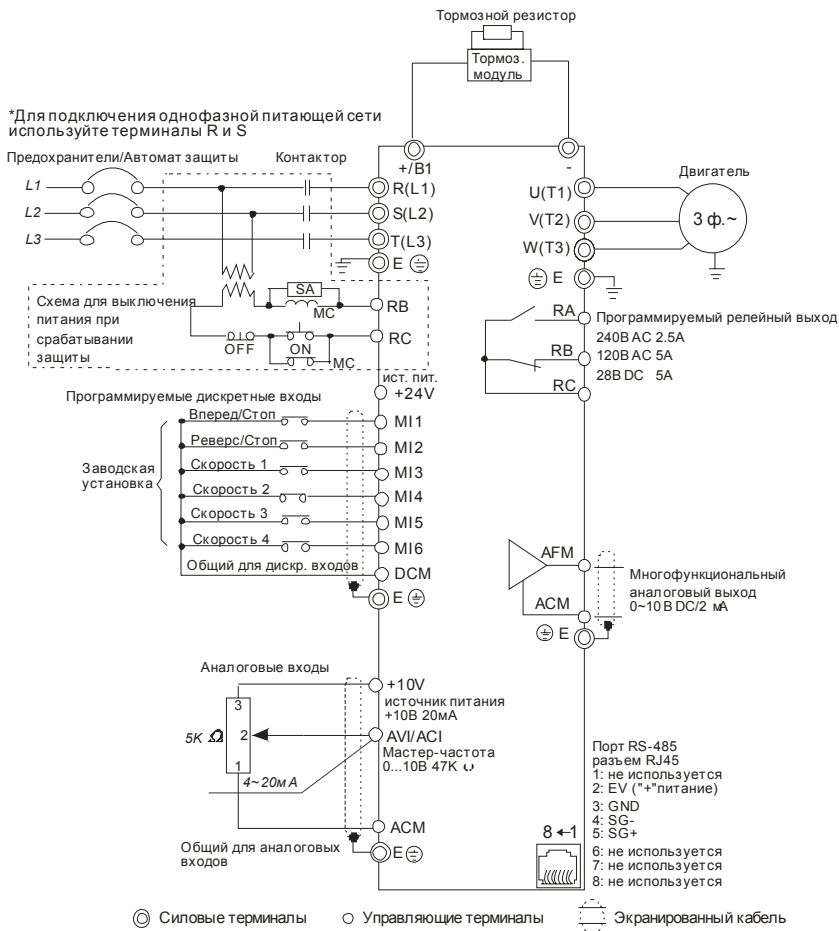 Тормозной резистор
Тормоз.
модуль
*Для подключения однофазной питающей сети
используйте терминалы R и S
Предохранители/Автомат защиты
Контактор
+/B1
-
Двигатель
L1
R(L1)
U(T1)
L2
S(L2)
V(T2)
3 ф.~
L3
T(L3)
W(T3)
E
E
Схема для выключения
питания при
срабатывании
защиты
SA
MC
RB
OFF
ON
MC
RC
RA
Программируемый релейный выход
240В AC 2.5A
RB
120В AC 5A
28В DC 5A
RC
ист. пит.
+24V
Программируемые дискретные входы
Вперед/Стоп
MI1
Реверс/Стоп
MI2
Заводская
установка
Скорость 1
MI3
Скорость 2
MI4
Скорость 3
MI5
Скорость 4
MI6
Общий для дискр. входов
DCM
E
AFM
Многофункциональный
аналоговый выход
0~10 В DC/2 мА
ACM
E
Аналоговые входы
+10V
источник питания
+10В 20мА
3
5K Ω
2
1
AVI/ACI
Мастер-частота
0...10В 47K ω
4~20мА
ACM
Общий для аналоговых
входов
E
Порт RS-485
разъем RJ45
1: не используется
2: EV ("+"питание)
3: GND
4: SG-
5: SG+
6: не используется
7: не используется
8: не используется
8←1
Силовые терминалы
Управляющие терминалы
Экранированный кабель